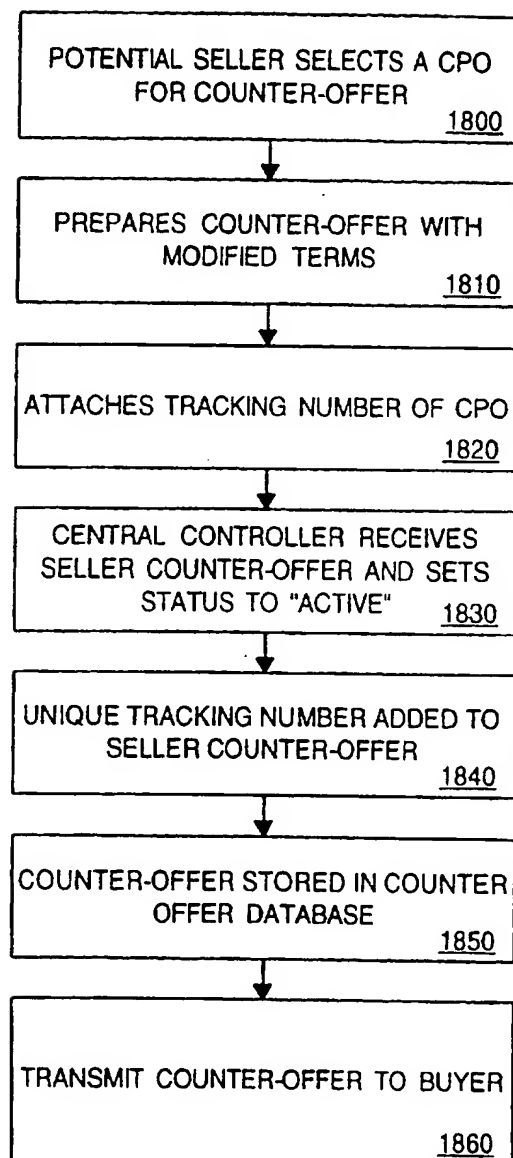 POTENTIAL SELLER SELECTS A CPO
FOR COUNTER-OFFER
1800
PREPARES COUNTER-OFFER WITH
MODIFIED TERMS
1810
ATTACHES TRACKING NUMBER OF CPO
1820
CENTRAL CONTROLLER RECEIVES
SELLER COUNTER-OFFER AND SETS
STATUS TO "ACTIVE"
1830
UNIQUE TRACKING NUMBER ADDED TO
SELLER COUNTER-OFFER
1840
COUNTER-OFFER STORED IN COUNTER
OFFER DATABASE
1850
TRANSMIT COUNTER-OFFER TO BUYER
1860